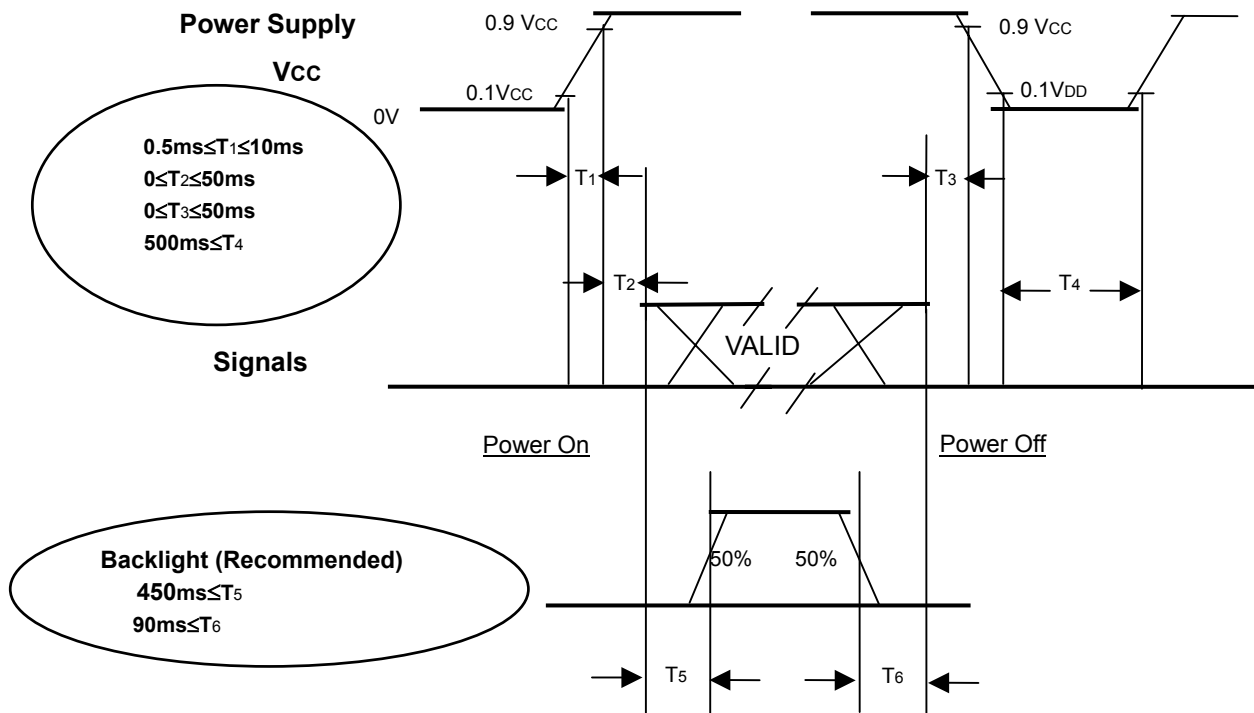 Power Supply
VCC
0V
0.9 VCC
0.1VCC
0.9 VCC
0.1VDD
0.5ms≤T1≤10ms
0≤T2≤50ms
0≤T3≤50ms
500ms≤T4
T1
T3
T2
T4
VALID
Signals
Power On
Power Off
Backlight (Recommended)
450ms≤T5
90ms≤T6
50%
50%
T5
T6